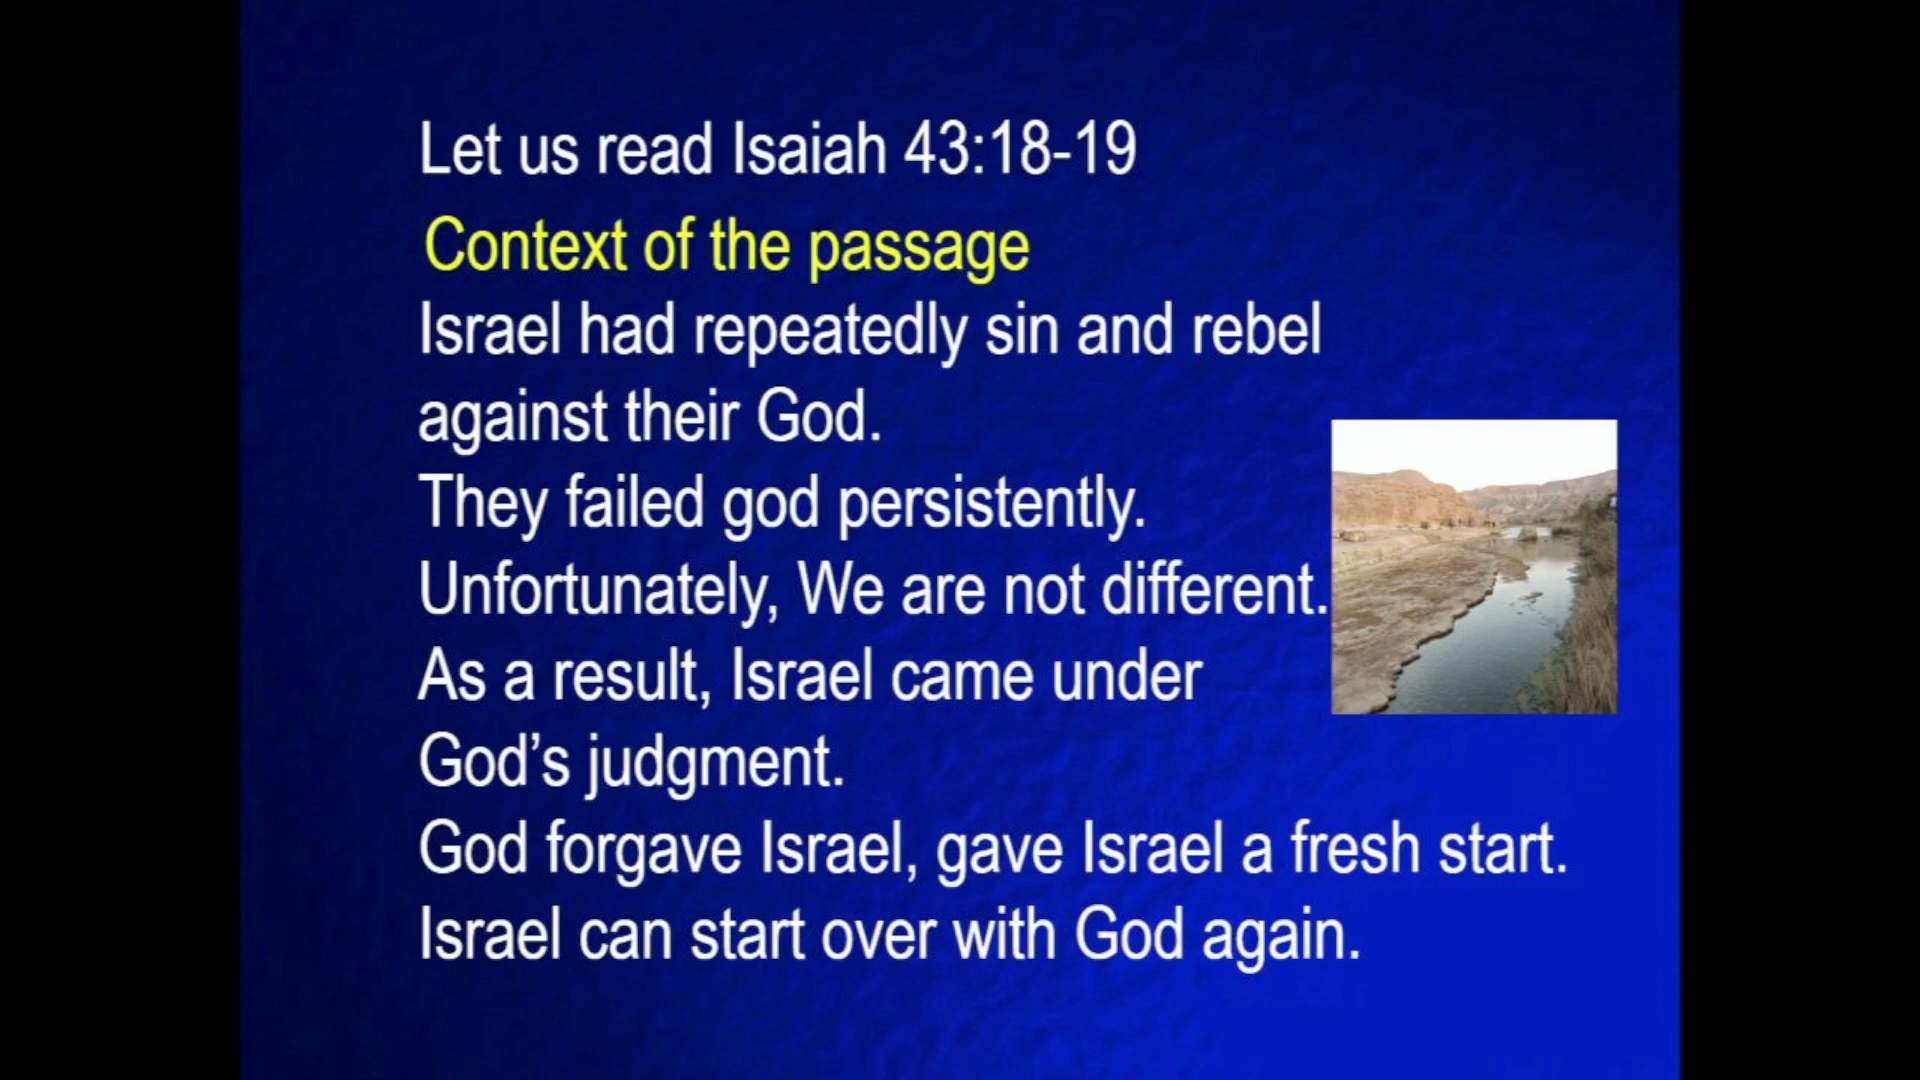 Let us read Isaiah 43:18-19
Context of the passage
Israel had repeatedly sin and rebel
against their God.
They failed god persistently.
Unfortunately, We are not different.
As a result, Israel came under
God’s judgment.
God forgave Israel, gave Israel a fresh start.
Israel can start over with God again.